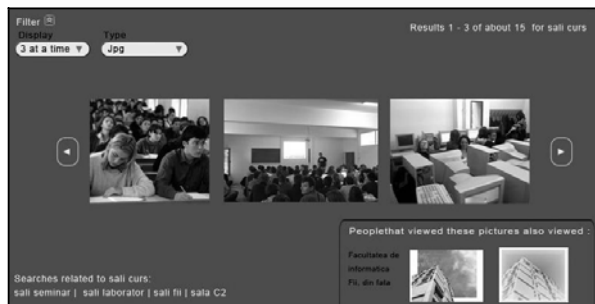 Filter
Results 1 - 3 of about 15 for sali curs
Display Type
3 at a time Jpg
Peoplethat viewed these pictures also viewed :
Facultatea de
informatica
Fii. din fata
Searches related to sali curs:
sali seminar | sali laborator | sali fii | sala C2